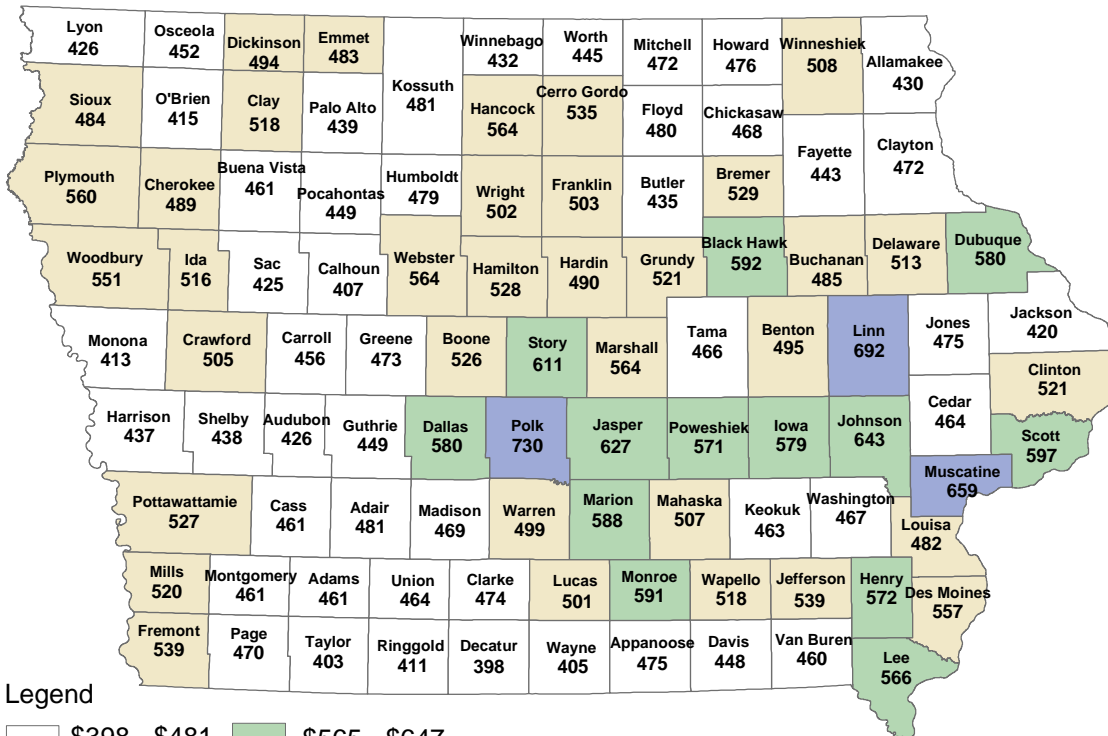 Lyon
426
Osceola
452
Dickinson
494
Emmet
483
Kossuth
481
Winnebago
432
Worth
445
Mitchell
472
Howard
476
Winneshiek
508
Allamakee
430
Sioux
484
O'Brien
415
Clay
518
Palo Alto
439
Hancock
564
Cerro Gordo
535
Floyd
480
Chickasaw
468
Fayette
443
Clayton
472
Plymouth
560
Cherokee
489
Buena Vista
461
Pocahontas
449
Humboldt
479
Wright
502
Franklin
503
Butler
435
Bremer
529
Woodbury
551
Ida
516
Sac
425
Calhoun
407
Webster
564
Hamilton
528
Hardin
490
Grundy
521
Black Hawk
592
Buchanan
485
Delaware
513
Dubuque
580
Monona
413
Crawford
505
Carroll
456
Greene
473
Boone
526
Story
611
Marshall
564
Tama
466
Benton
495
Linn
692
Jones
475
Jackson
420
Clinton
521
Harrison
437
Shelby
438
Audubon
426
Guthrie
449
Dallas
580
Polk
730
Jasper
627
Poweshiek
571
Iowa
579
Johnson
643
Cedar
464
Scott
597
Muscatine
659
Pottawattamie
527
Cass
461
Adair
481
Madison
469
Warren
499
Marion
588
Mahaska
507
Keokuk
463
Washington
467
Louisa
482
Mills
520
Montgomery
461
Adams
461
Union
464
Clarke
474
Lucas
501
Monroe
591
Wapello
518
Jefferson
539
Henry
572
Des Moines
557
Fremont
539
Page
470
Taylor
403
Ringgold
411
Decatur
398
Wayne
405
Appanoose
475
Davis
448
Van Buren
460
Lee
566
Legend
$398 - $481
$565 - $647